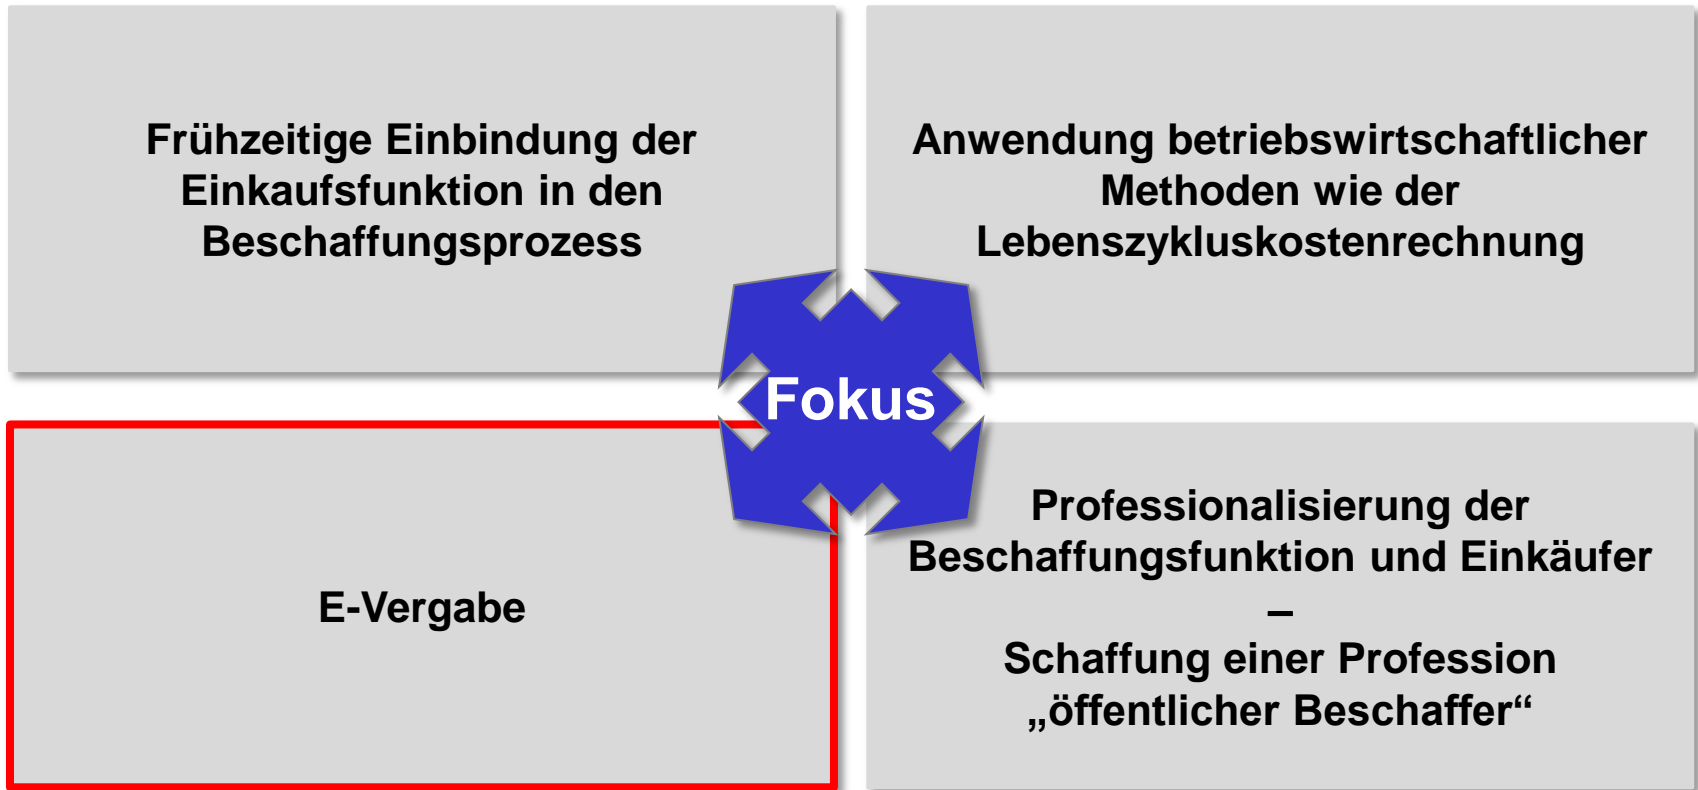 Frühzeitige Einbindung der
Einkaufsfunktion in den
Beschaffungsprozess
Anwendung betriebswirtschaftlicher
Methoden wie der
Lebenszykluskostenrechnung
Fokus
E-Vergabe
Professionalisierung der
Beschaffungsfunktion und Einkäufer
–
Schaffung einer Profession
„öffentlicher Beschaffer“